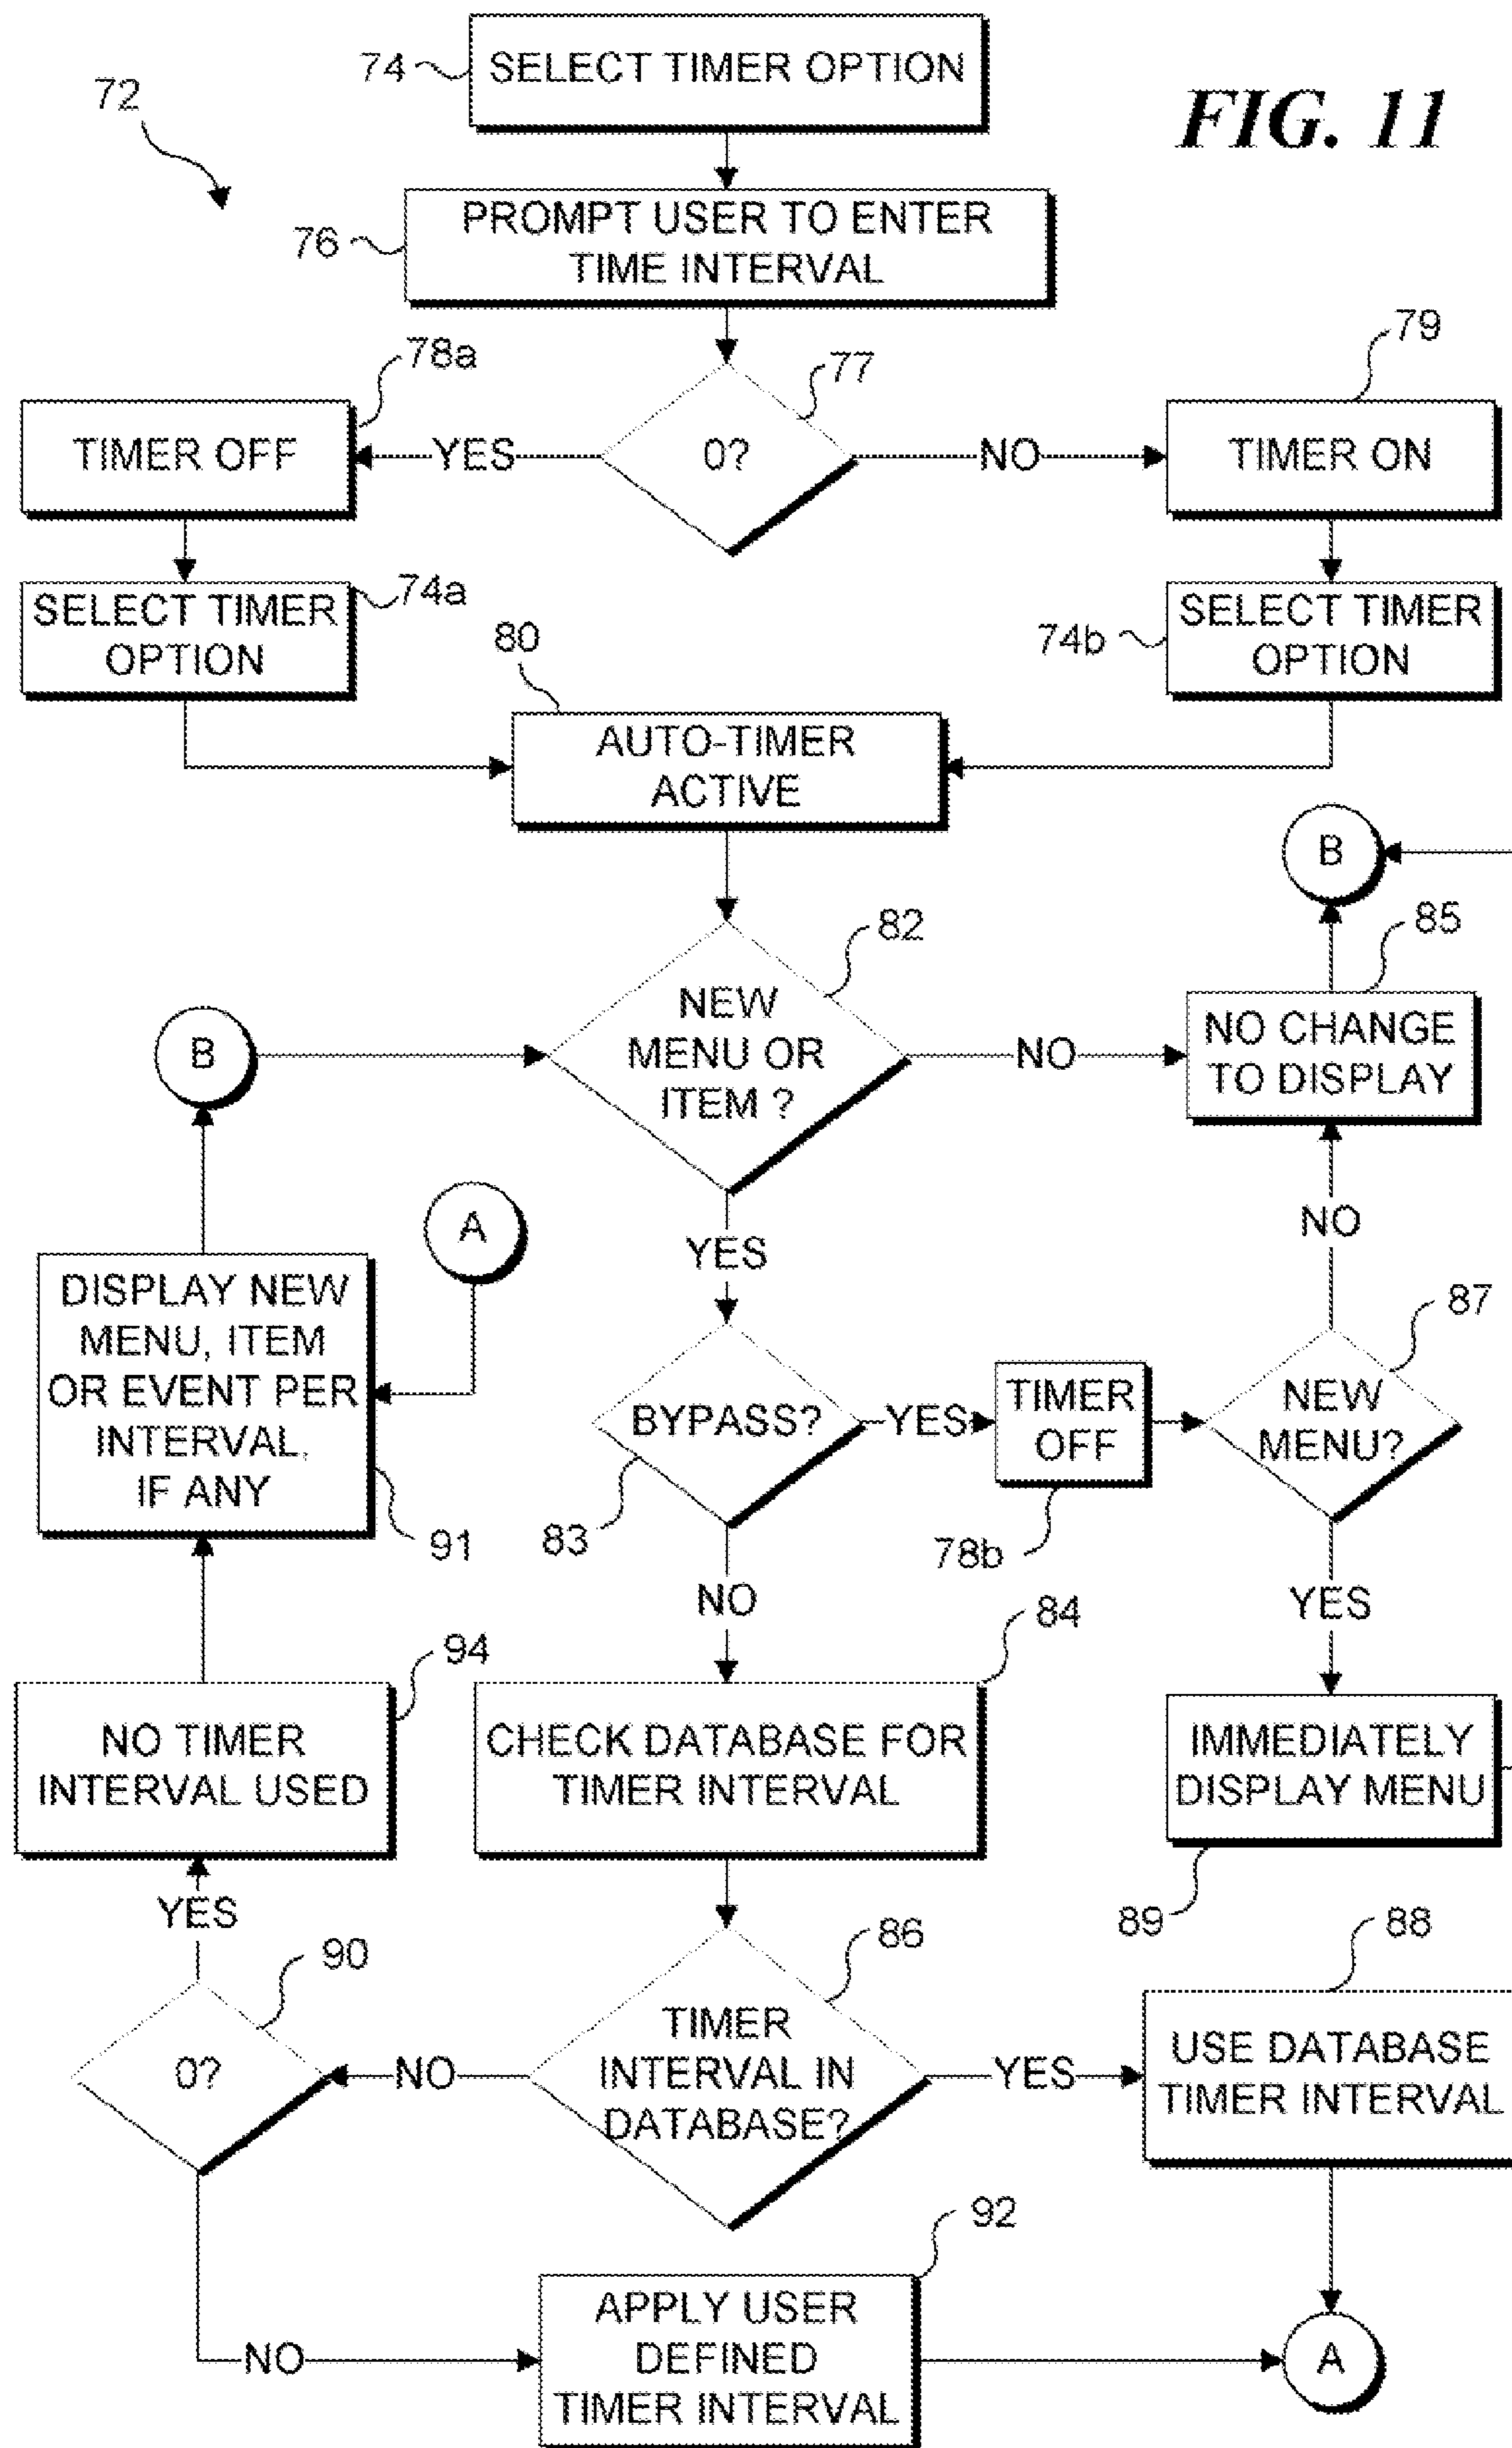 74
SELECT TIMER OPTION
FIG. 11
72
76
PROMPT USER TO ENTER
TIME INTERVAL
78a
77
79
TIMER OFF
YES
0?
NO
TIMER ON
74a
SELECT TIMER
OPTION
74b
SELECT TIMER
OPTION
80
AUTO-TIMER
ACTIVE
B
82
85
NEW
MENU OR
ITEM ?
B
NO
NO CHANGE
TO DISPLAY
A
YES
NO
DISPLAY NEW
MENU, ITEM
OR EVENT PER
INTERVAL,
IF ANY
91
87
BYPASS?
83
YES
TIMER
OFF
78b
NEW
MENU?
NO
YES
94
84
NO TIMER
INTERVAL USED
CHECK DATABASE FOR
TIMER INTERVAL
IMMEDIATELY
DISPLAY MENU
89
YES
90
86
88
0?
NO
TIMER
INTERVAL IN
DATABASE?
YES
USE DATABASE
TIMER INTERVAL
92
NO
APPLY USER
DEFINED
TIMER INTERVAL
A